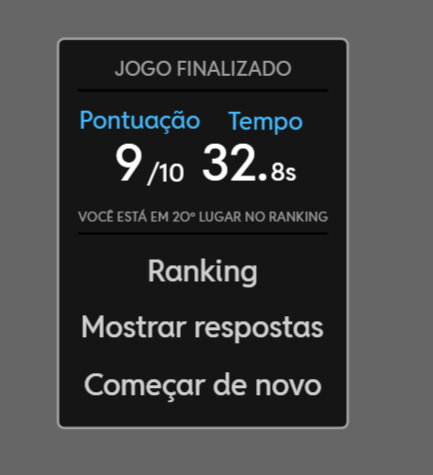 JOGO FINALIZADO
Pontuação Tempo
9/10 32.8s
VOCÊ ESTÁ EM 20º LUGAR NO RANKING
Ranking
Mostrar respostas
Começar de novo